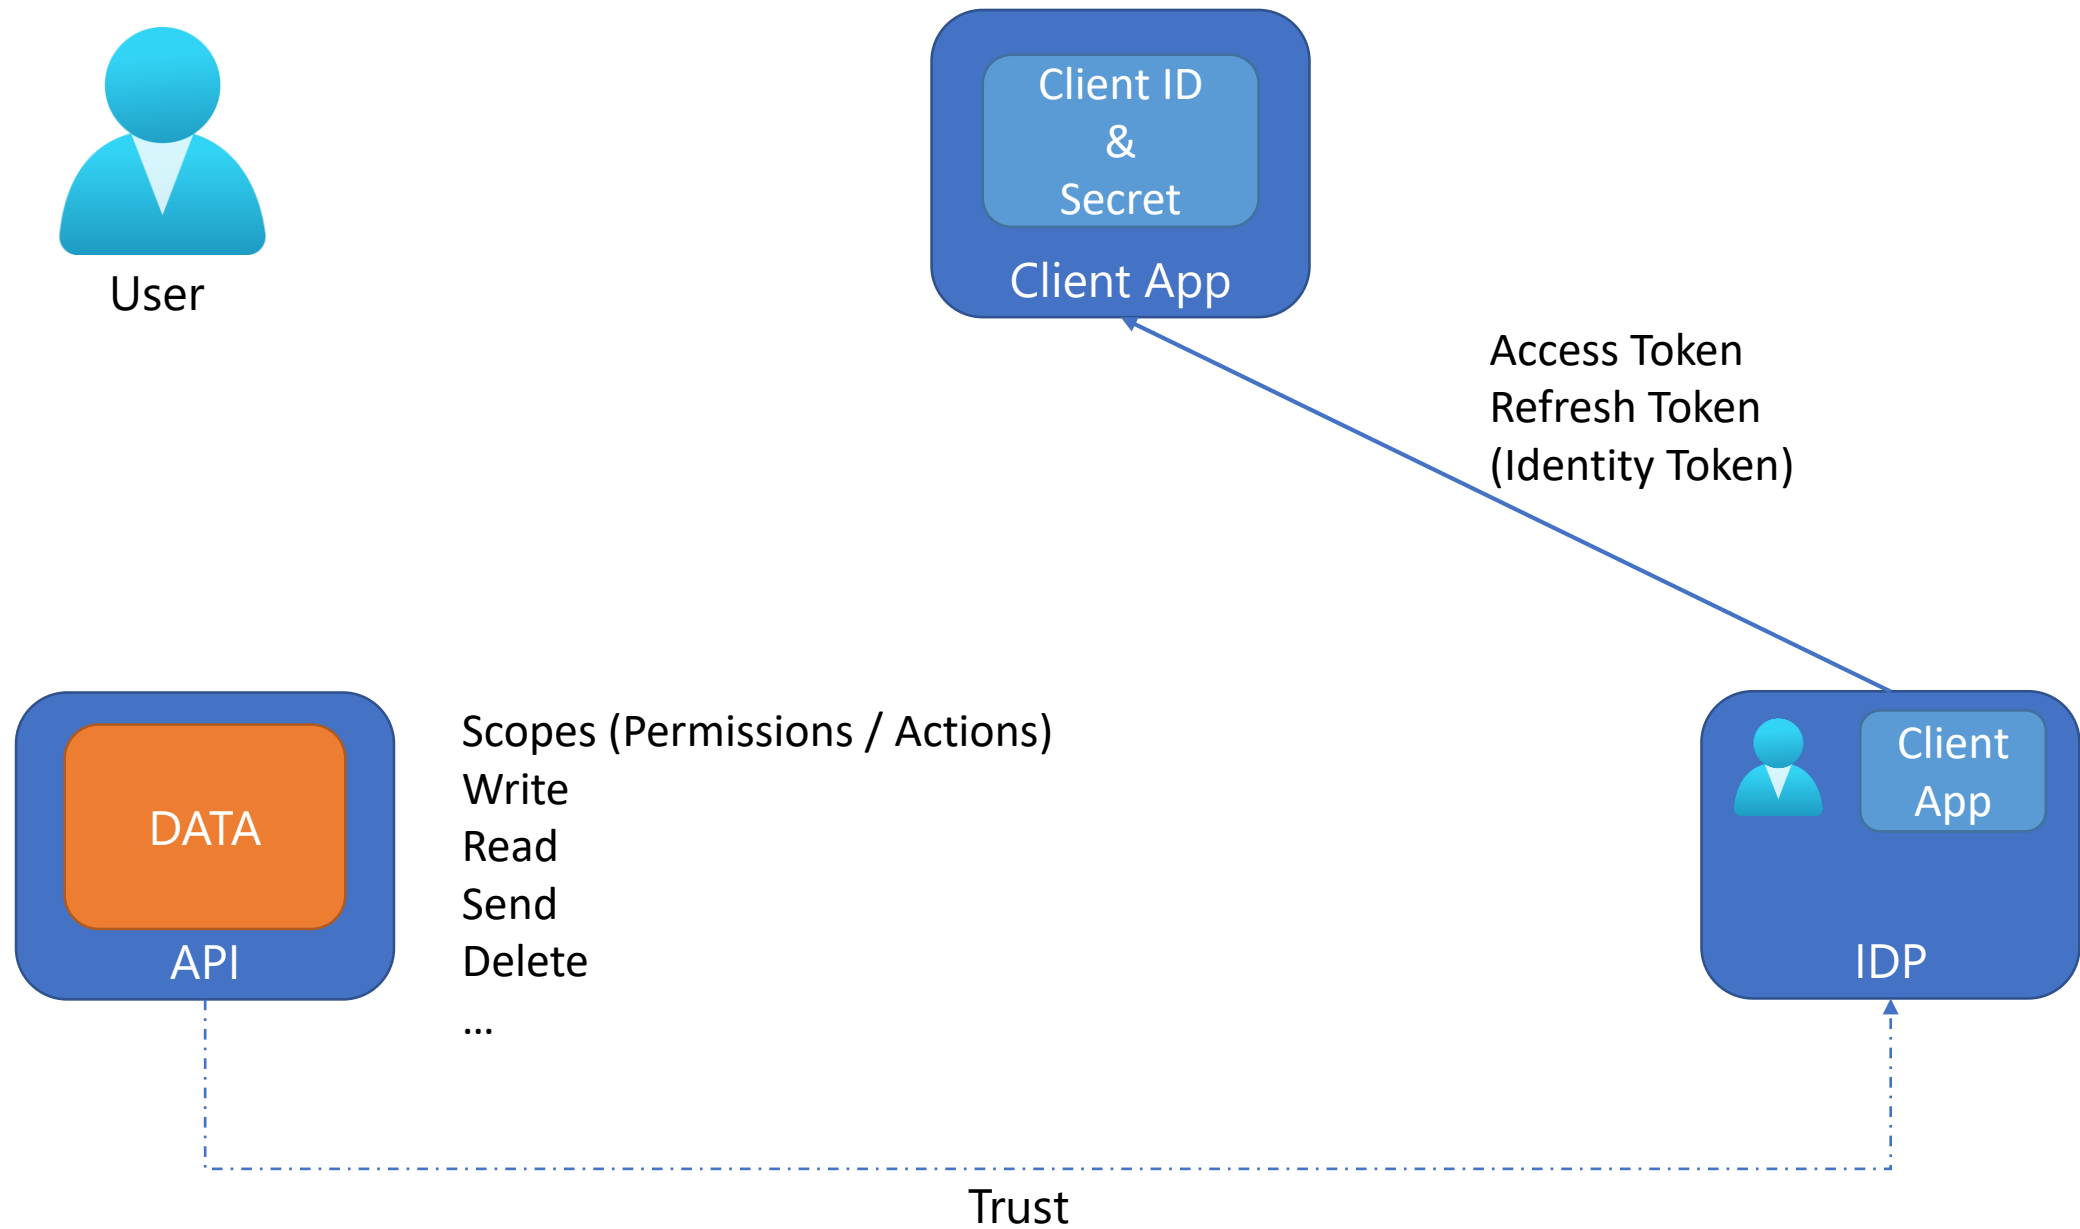 Client ID
&
Secret
Client App
User
Access Token
Refresh Token
(Identity Token)
Scopes (Permissions / Actions)
Write
Read
Send
Delete
...
DATA
API
Client
App
IDP
Trust